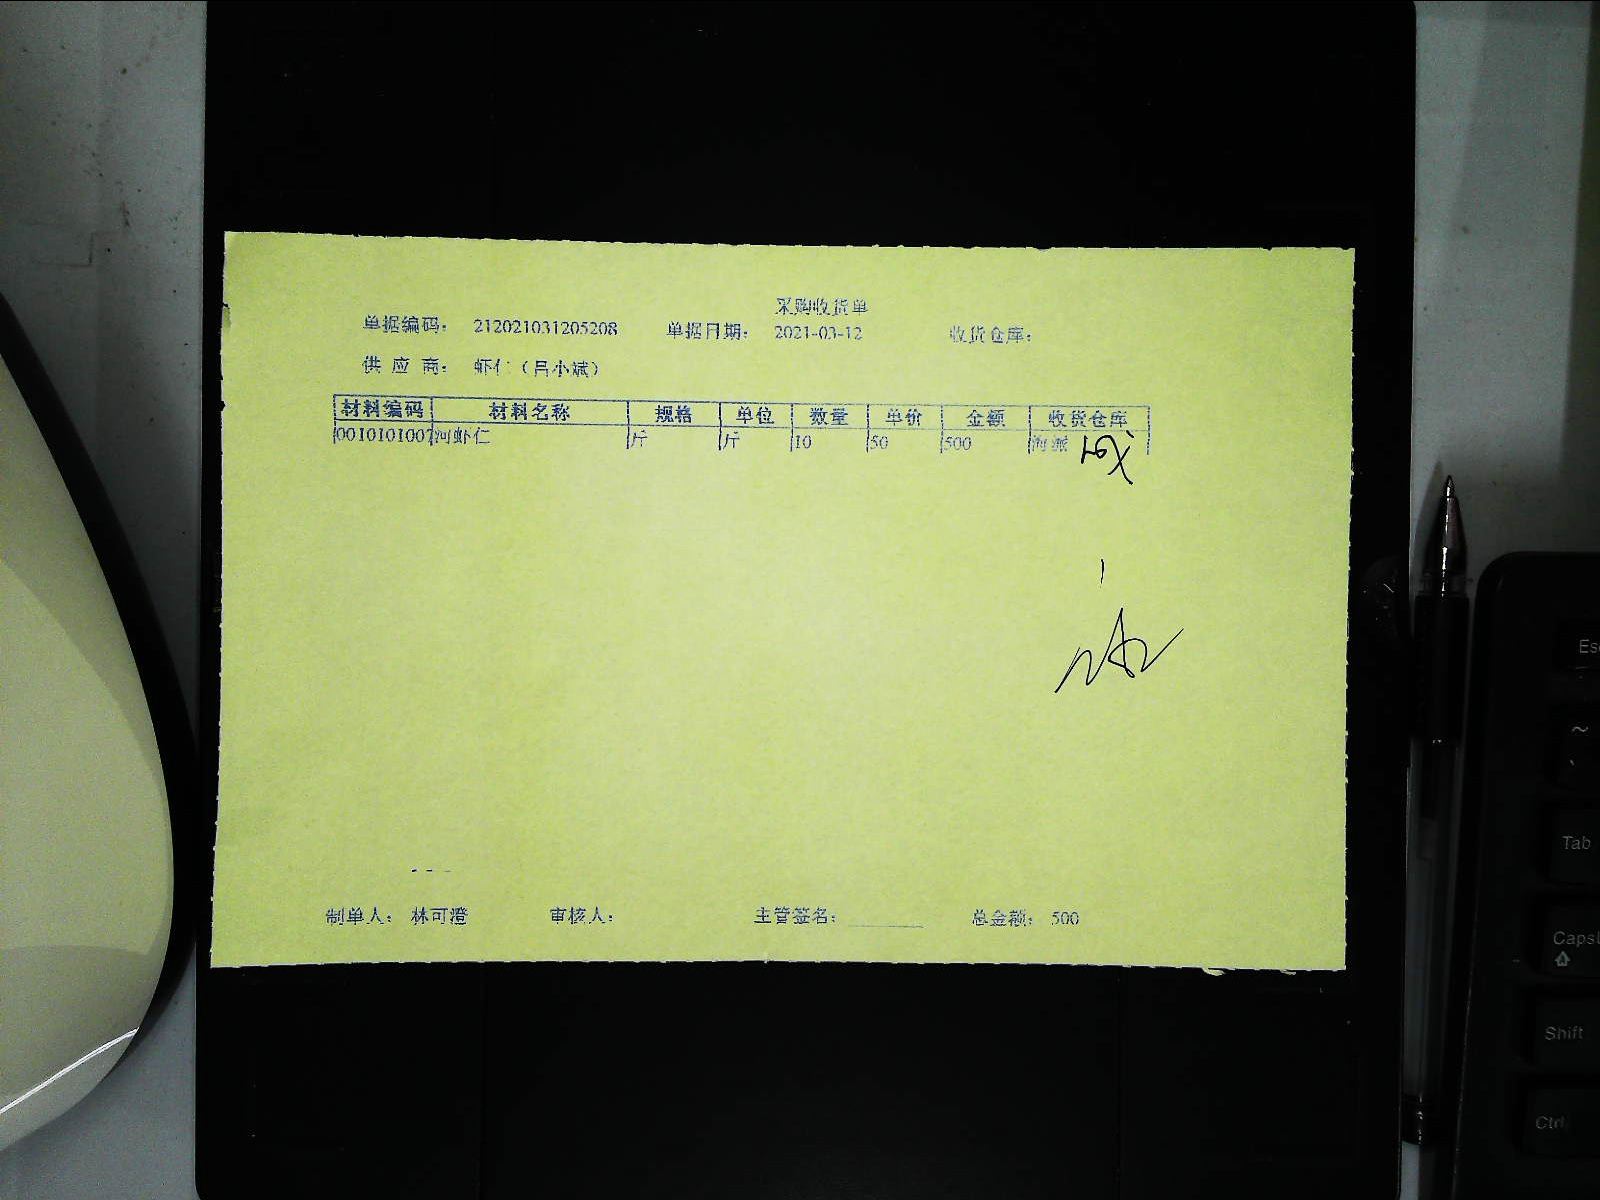 采购收货单
单据编码： 212021031205208 单据日期： 2021-03-12 收货仓库：
供 应 商： 虾仁（吕小斌）
材料编码 材料名称 规格 单位 数量 单价 金额 收货仓库
0010101007 河虾仁 斤 斤 10 50 500 海派
制单人： 林可澄 审核人： 主管签名： 总金额： 500
Esc
~
Tab
Caps
Shift
Ctrl